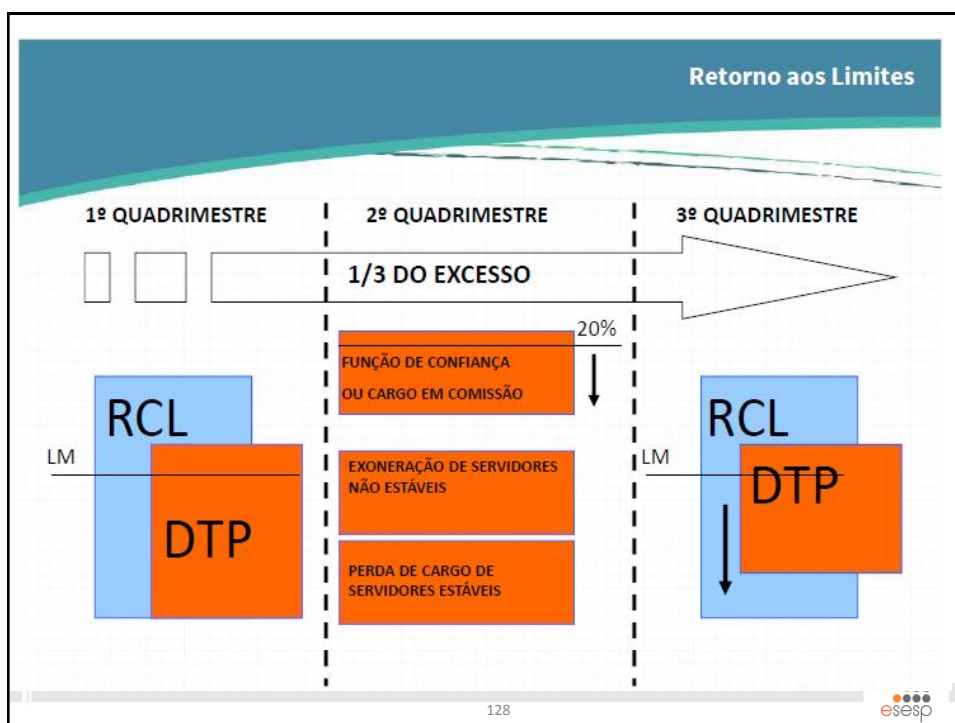 Retorno aos Limites
1º QUADRIMESTRE
2º QUADRIMESTRE
3º QUADRIMESTRE
1/3 DO EXCESSO
20%
FUNÇÃO DE CONFIANÇA
OU CARGO EM COMISSÃO
RCL
LM
DTP
EXONERAÇÃO DE SERVIDORES
NÃO ESTÁVEIS
PERDA DE CARGO DE
SERVIDORES ESTÁVEIS
RCL
LM
DTP
128
esesp